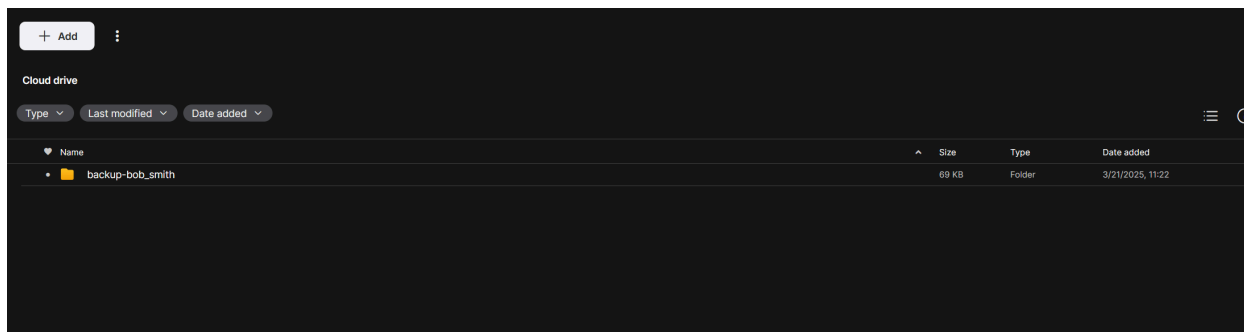 + Add
Cloud drive
Type Last modified Date added
Name Size Type Date added
backup-bob_smith 69 KB Folder 3/21/2025, 11:22